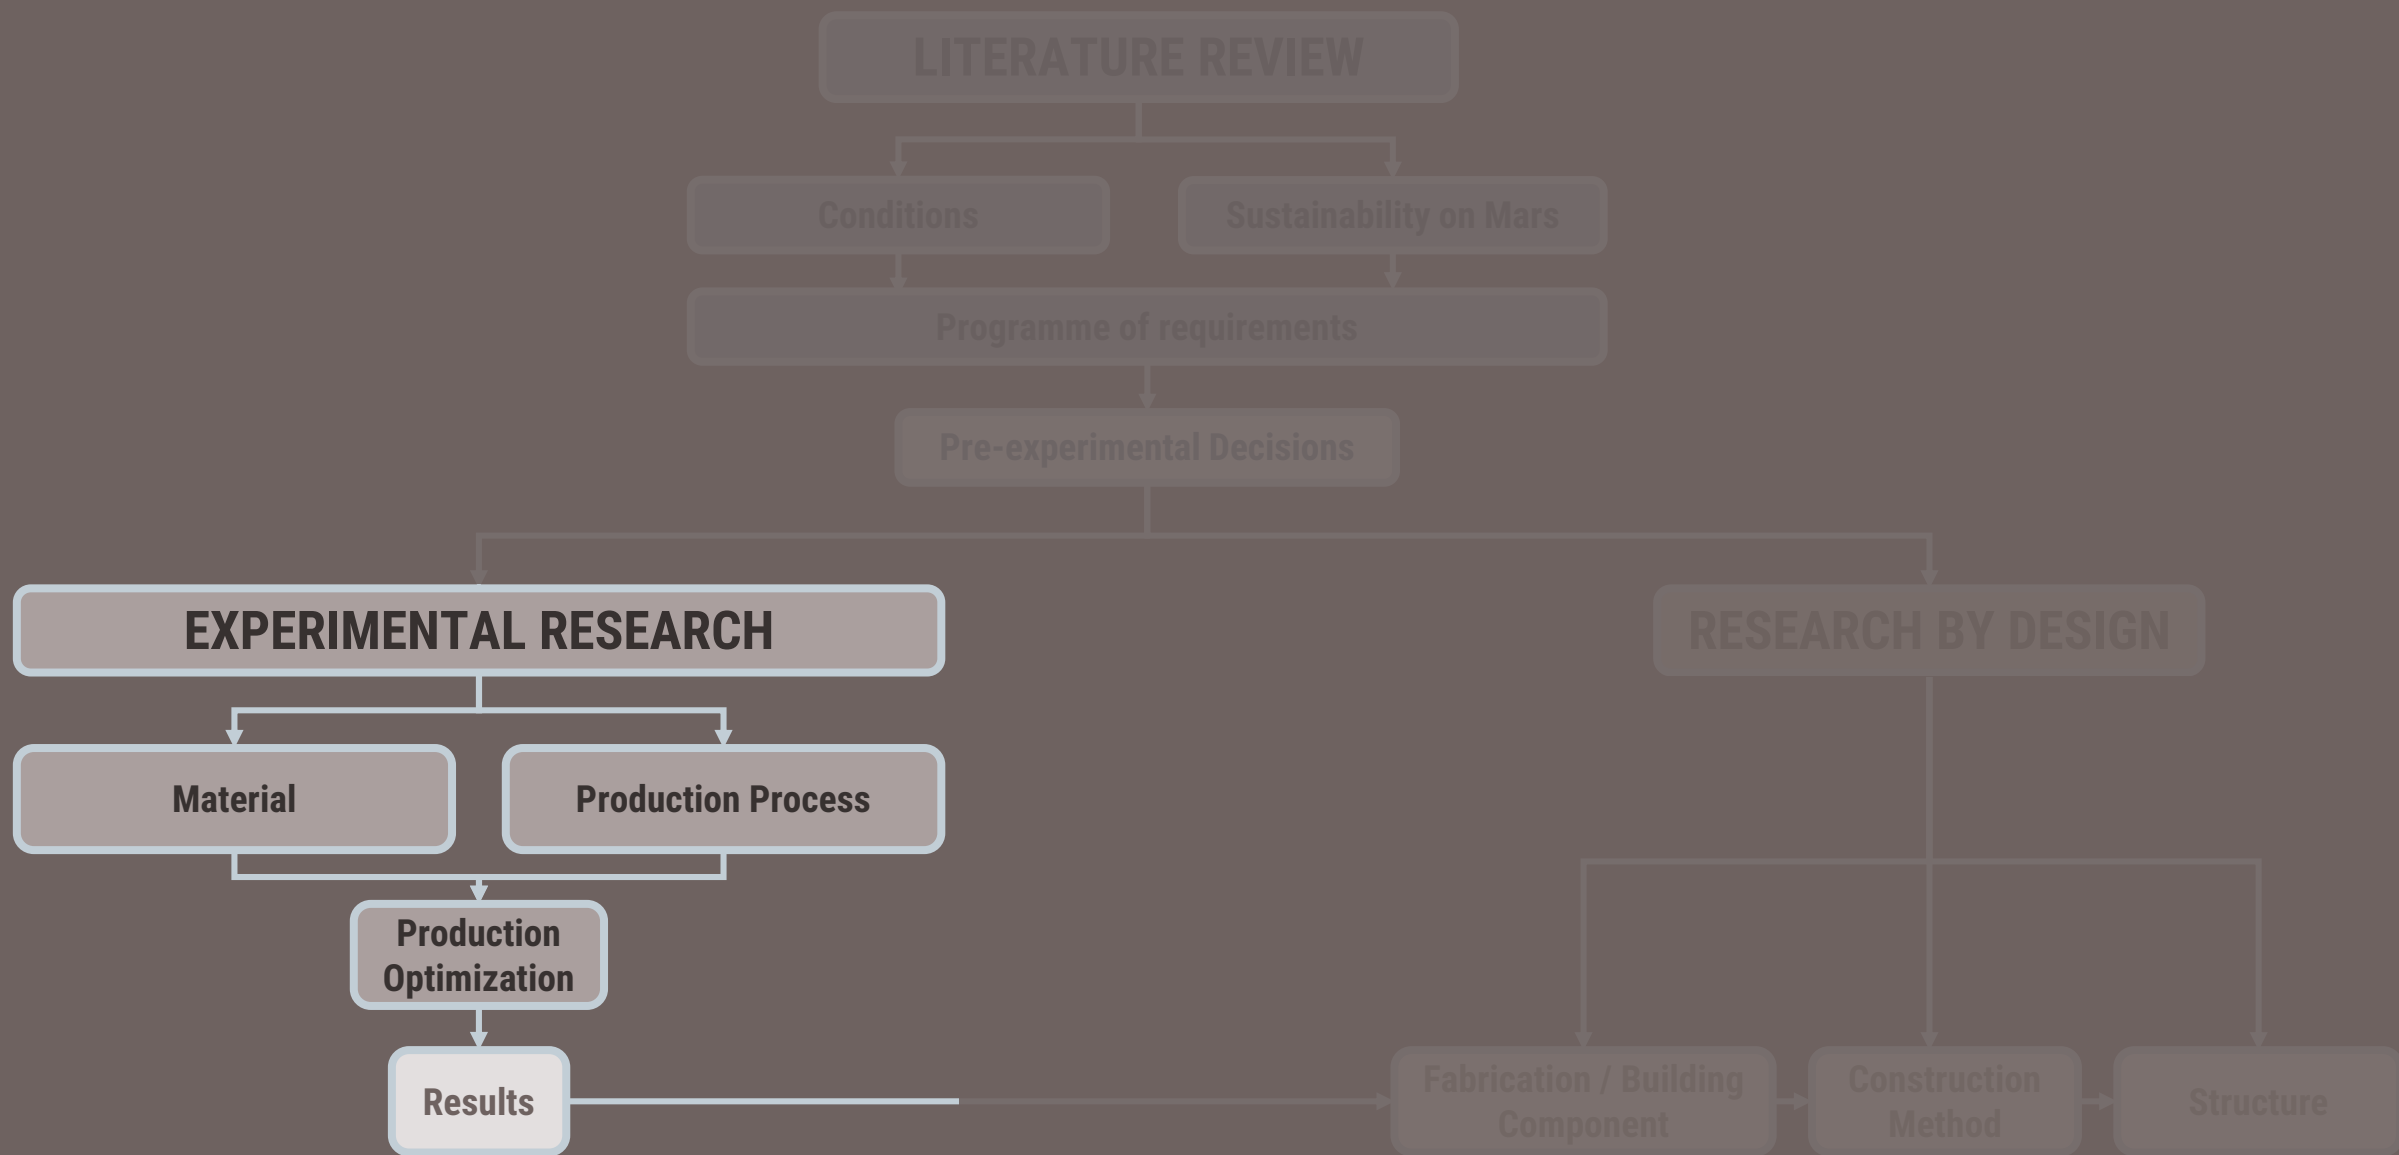 LITERATURE REVIEW
Conditions
Sustainability on Mars
Programme of requirements
Pre-experimental Decisions
EXPERIMENTAL RESEARCH
RESEARCH BY DESIGN
Material
Production Process
Production
Optimization
Results
Fabrication / Building
Component
Construction
Method
Structure